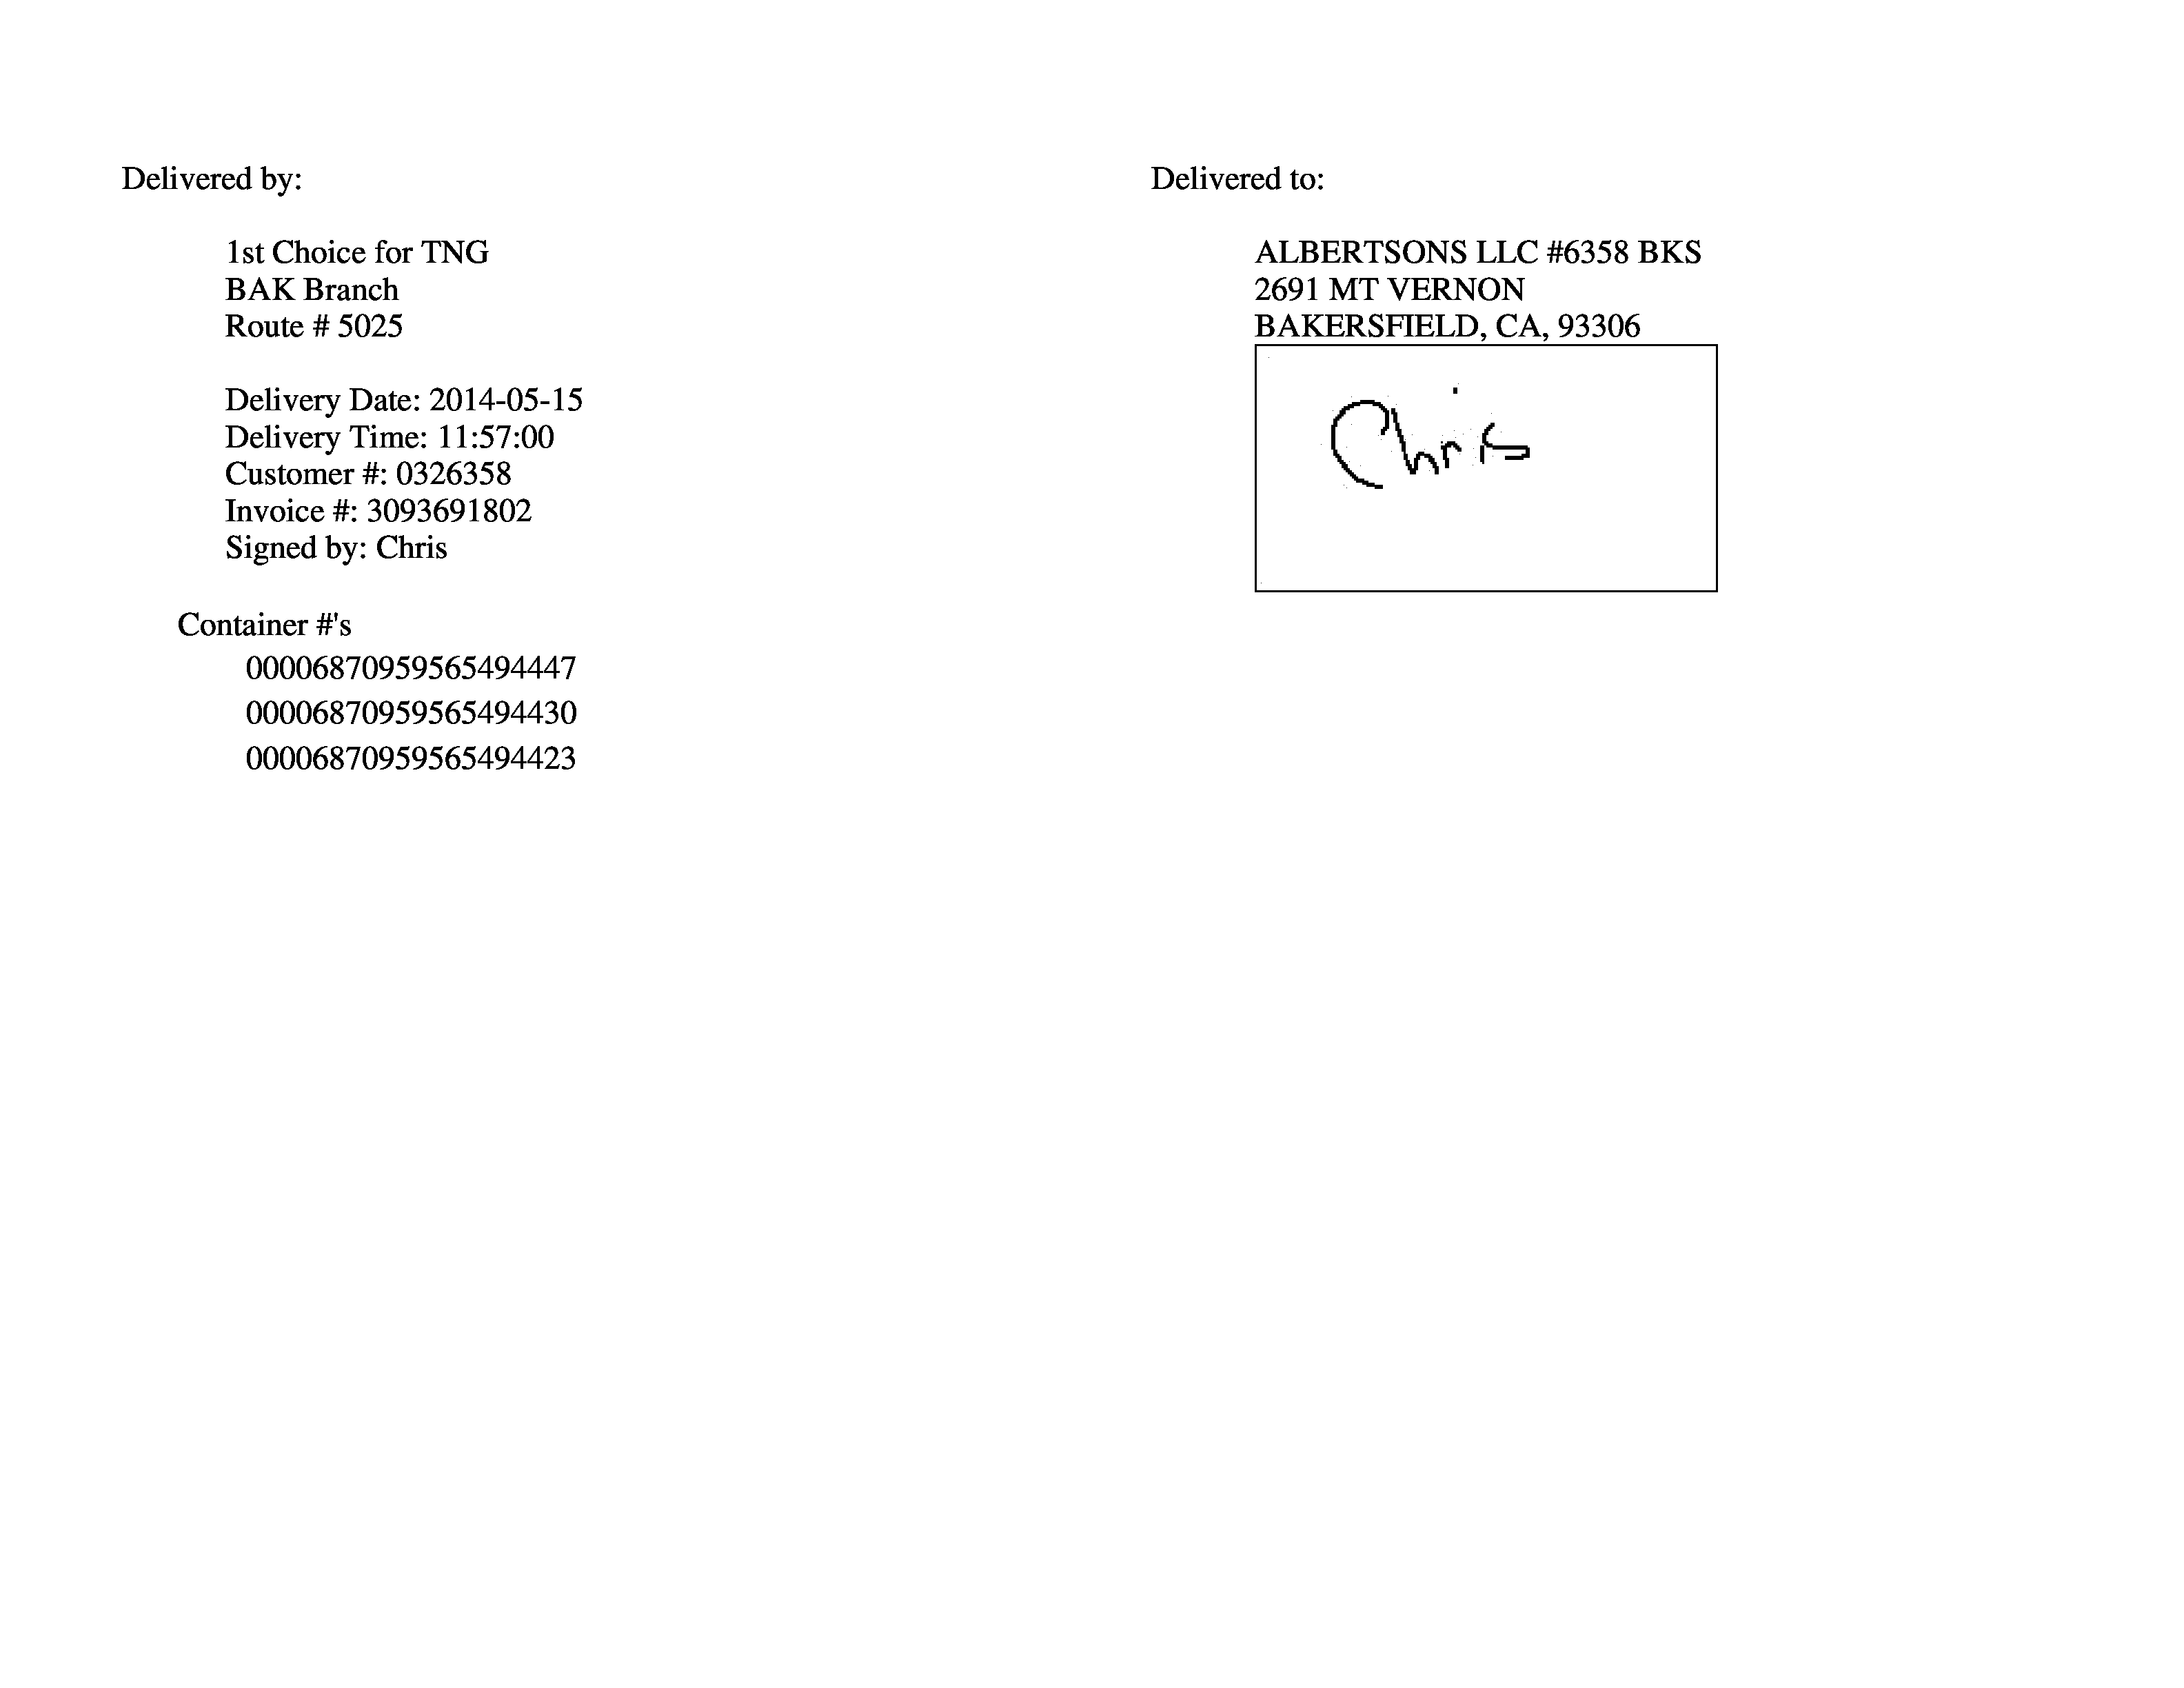 Delivered by:
1st Choice for TNG
BAK Branch
Route # 5025
Delivery Date: 2014-05-15
Delivery Time: 11:57:00
Customer #: 0326358
Invoice #: 3093691802
Signed by: Chris
Container #'s
00006870959565494447
00006870959565494430
00006870959565494423
Delivered to:
ALBERTSONS LLC #6358 BKS
2691 MT VERNON
BAKERSFIELD, CA, 93306
Chris